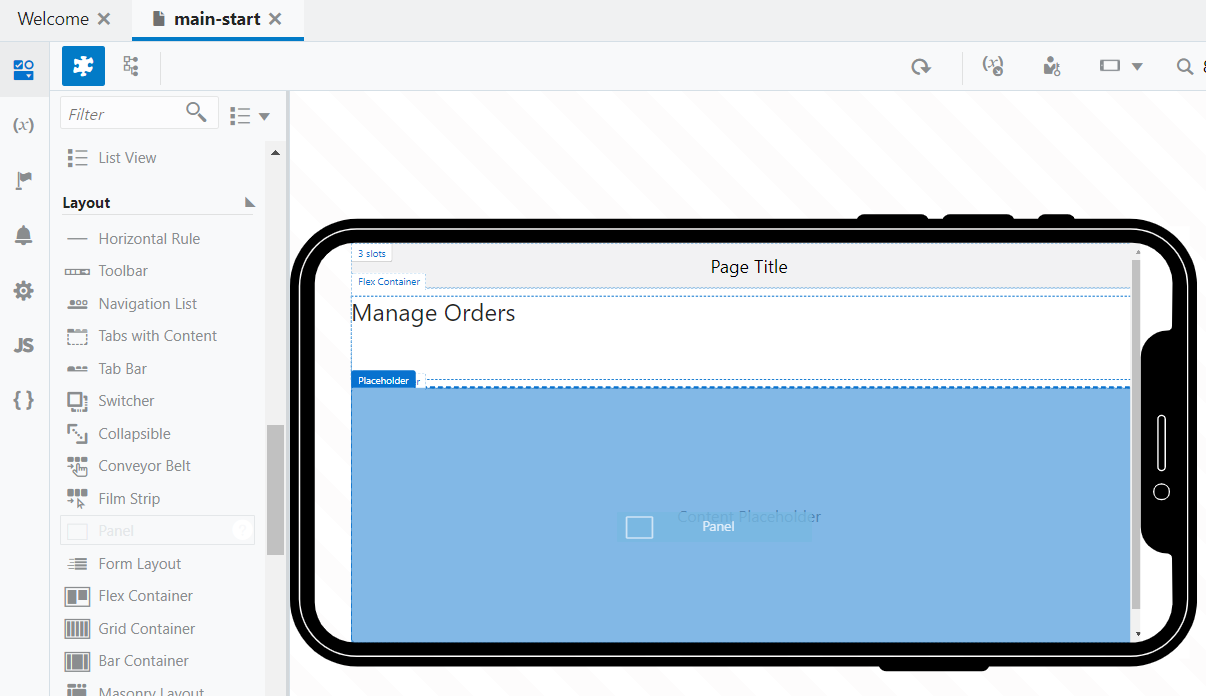 Welcome
main-start
Filter
List View
Layout
Horizontal Rule
Toolbar
Navigation List
Tabs with Content
Tab Bar
Switcher
Collapsible
Conveyor Belt
Film Strip
Panel
Form Layout
Flex Container
Grid Container
Bar Container
Masonry Layout
(x)
JS
{ }
(x)
3 slots
Page Title
Flex Container
Manage Orders
Placeholder
Content Placeholder
Panel